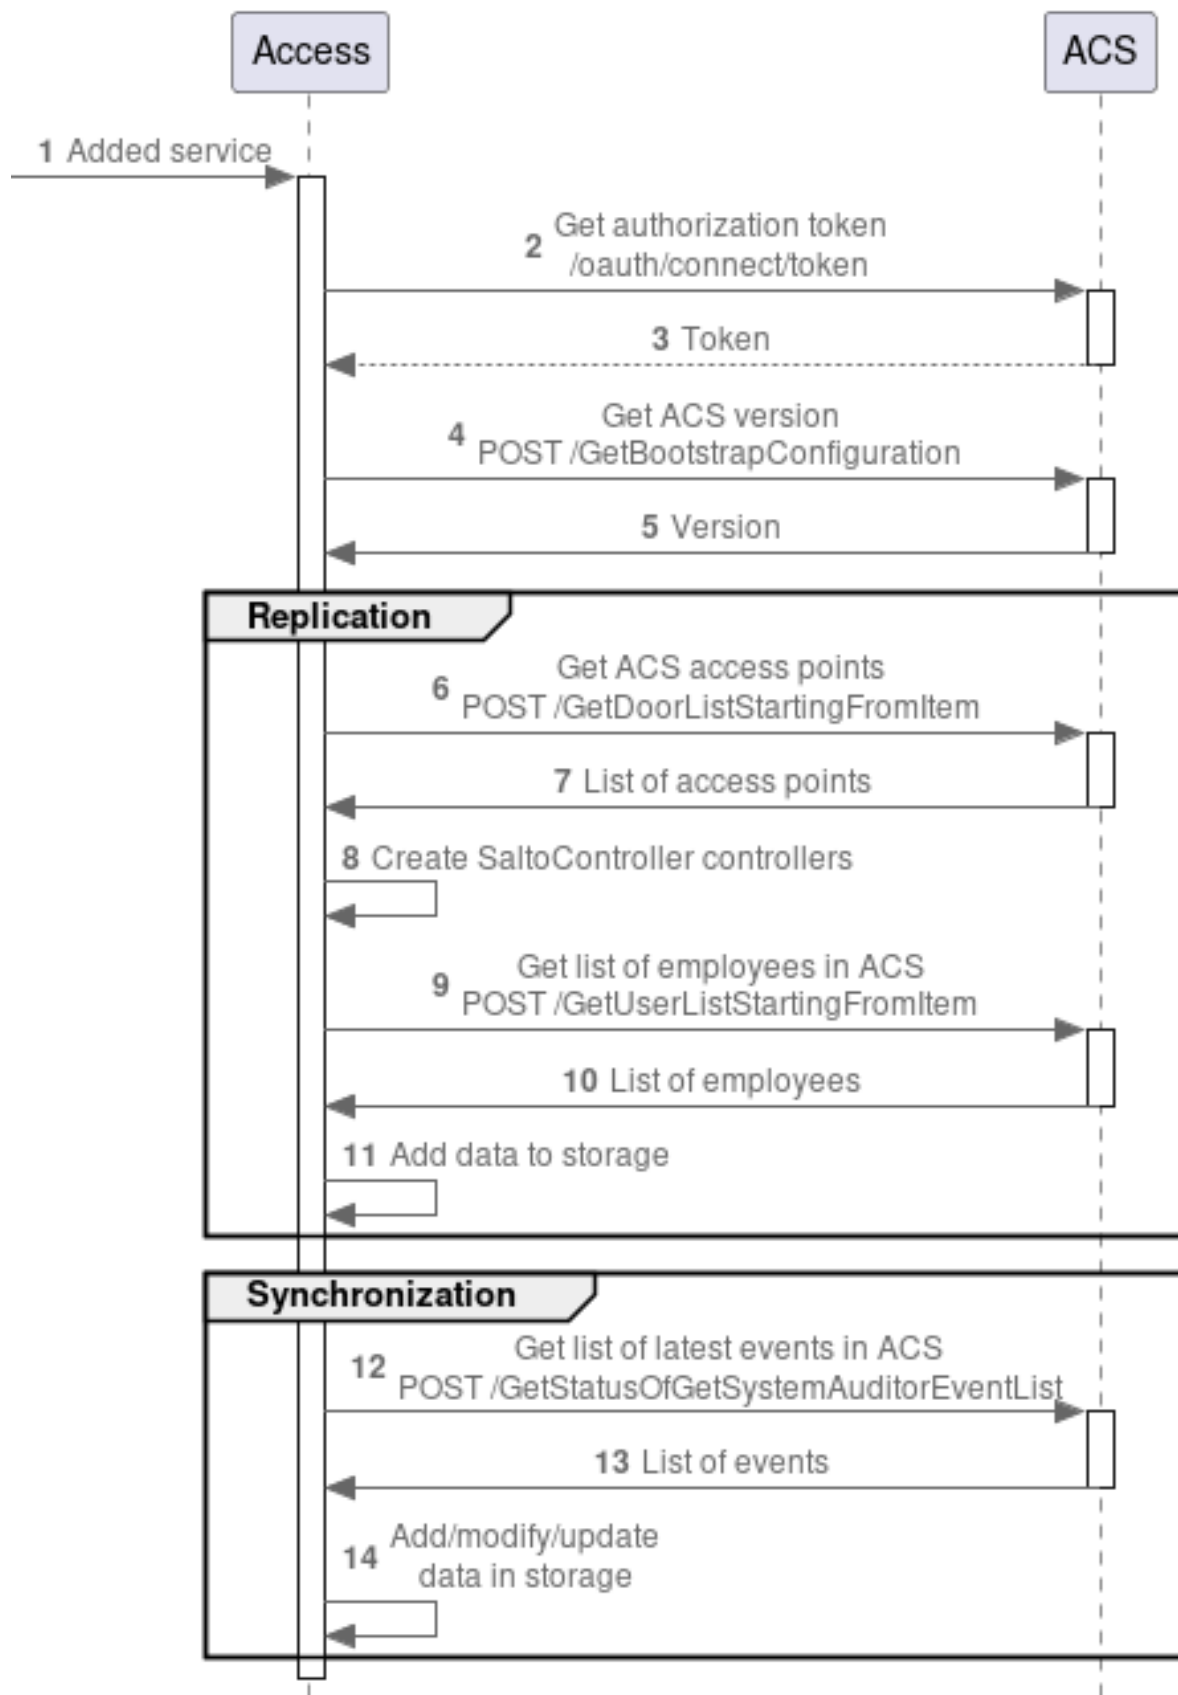 Access
ACS
1 Added service
Get authorization token
2
/oauth/connect/token
3 Token
Get ACS version
4
POST /GetBootstrapConfiguration
5 Version
Replication
Get ACS access points
6
POST /GetDoorListStartingFromItem
7 List of access points
8 Create SaltoController controllers
Get list of employees in ACS
9
POST /GetUserListStartingFromItem
10 List of employees
11 Add data to storage
Synchronization
Get list of latest events in ACS
12
POST /GetStatusOfGetSystemAuditorEventList
13 List of events
Add/modify/update
14
data in storage